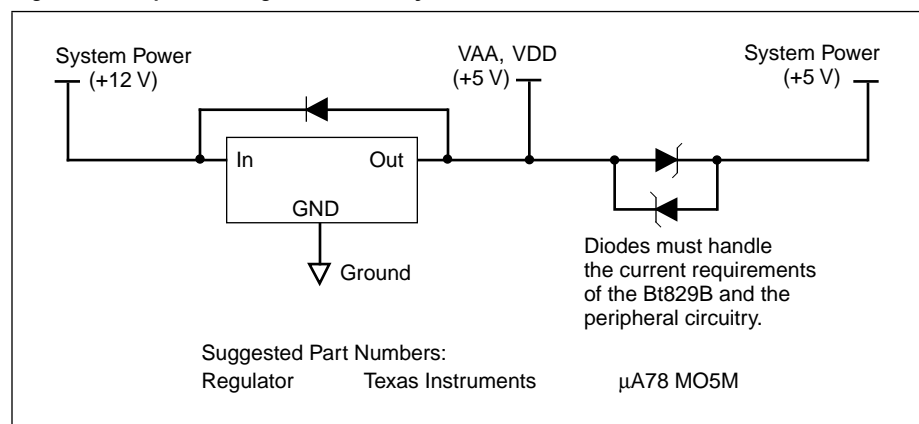 System Power
(+12 V)
VAA, VDD
(+5 V)
System Power
(+5 V)
In
Out
GND
Ground
Diodes must handle
the current requirements
of the Bt829B and the
peripheral circuitry.
Suggested Part Numbers:
Regulator Texas Instruments µA78 MO5M